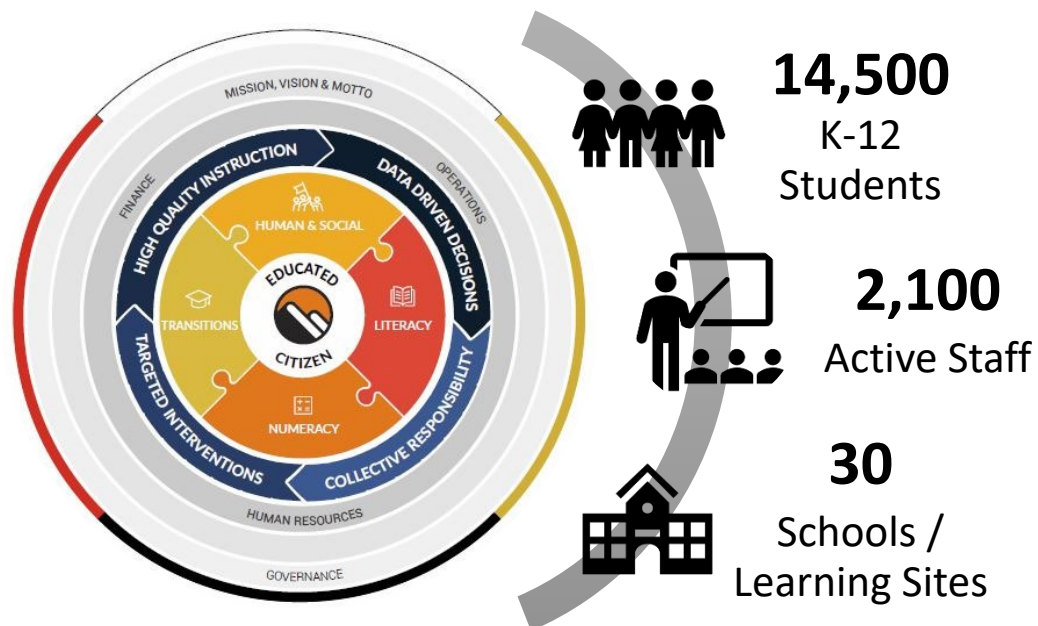 MISSION, VISION & MOTTO
FINANCE
OPERATIONS
HUMAN RESOURCES
GOVERNANCE
HIGH QUALITY INSTRUCTION
DATA DRIVEN DECISIONS
COLLECTIVE RESPONSIBILITY
TARGETED INTERVENTIONS
HUMAN & SOCIAL
TRANSITIONS
LITERACY
NUMERACY
EDUCATED
CITIZEN
14,500
K-12
Students
2,100
Active Staff
30
Schools /
Learning Sites